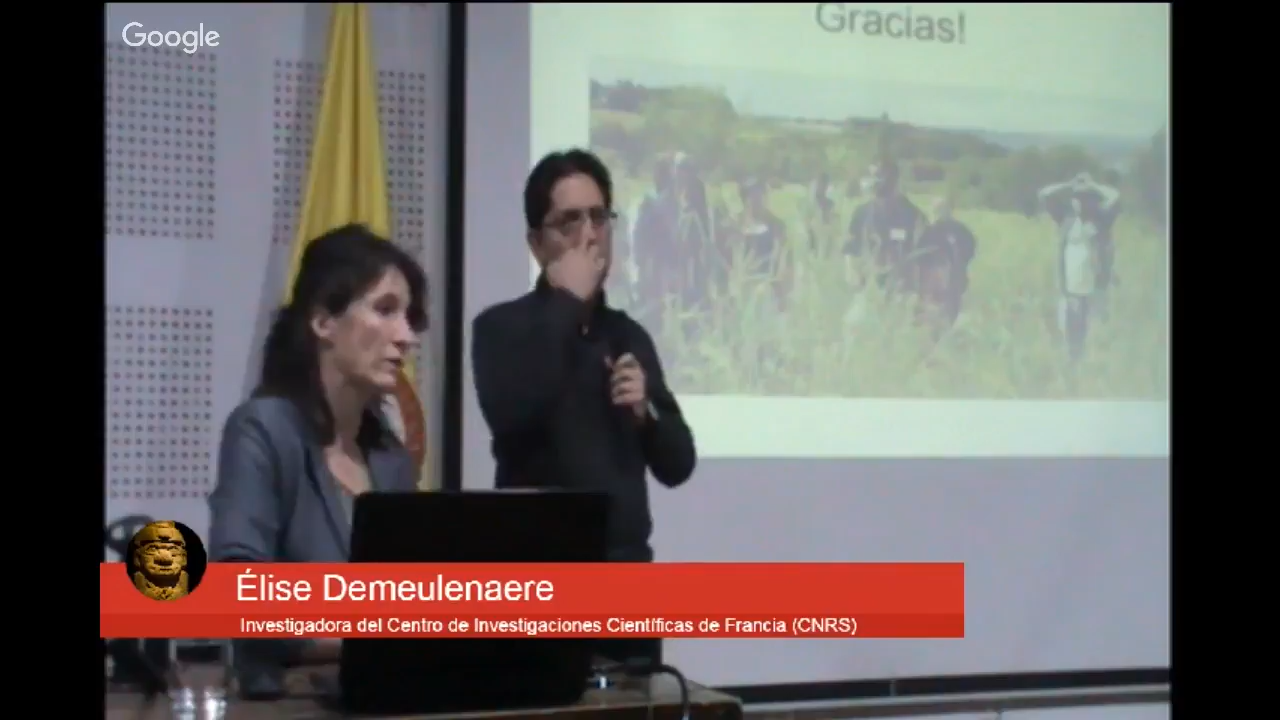 Google
Gracias!
Élise Demeulenaere
Investigadora del Centro de Investigaciones Científicas de Francia (CNRS)